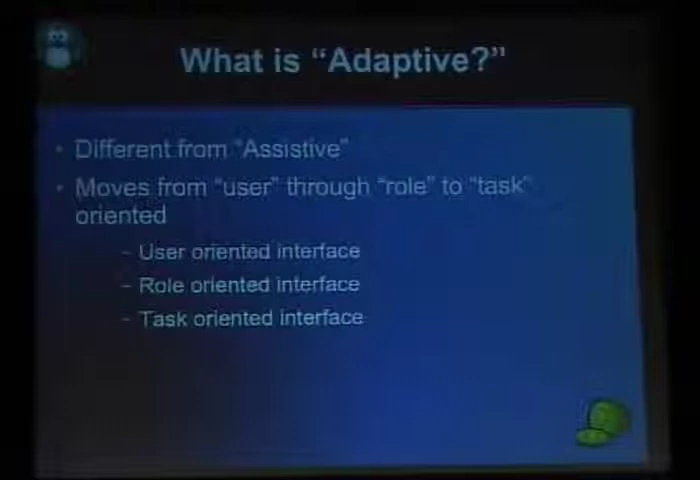 What is “Adaptive?”
• Different from “Assistive”
• Moves from “user” through “role” to “task”
oriented
– User oriented interface
– Role oriented interface
– Task oriented interface